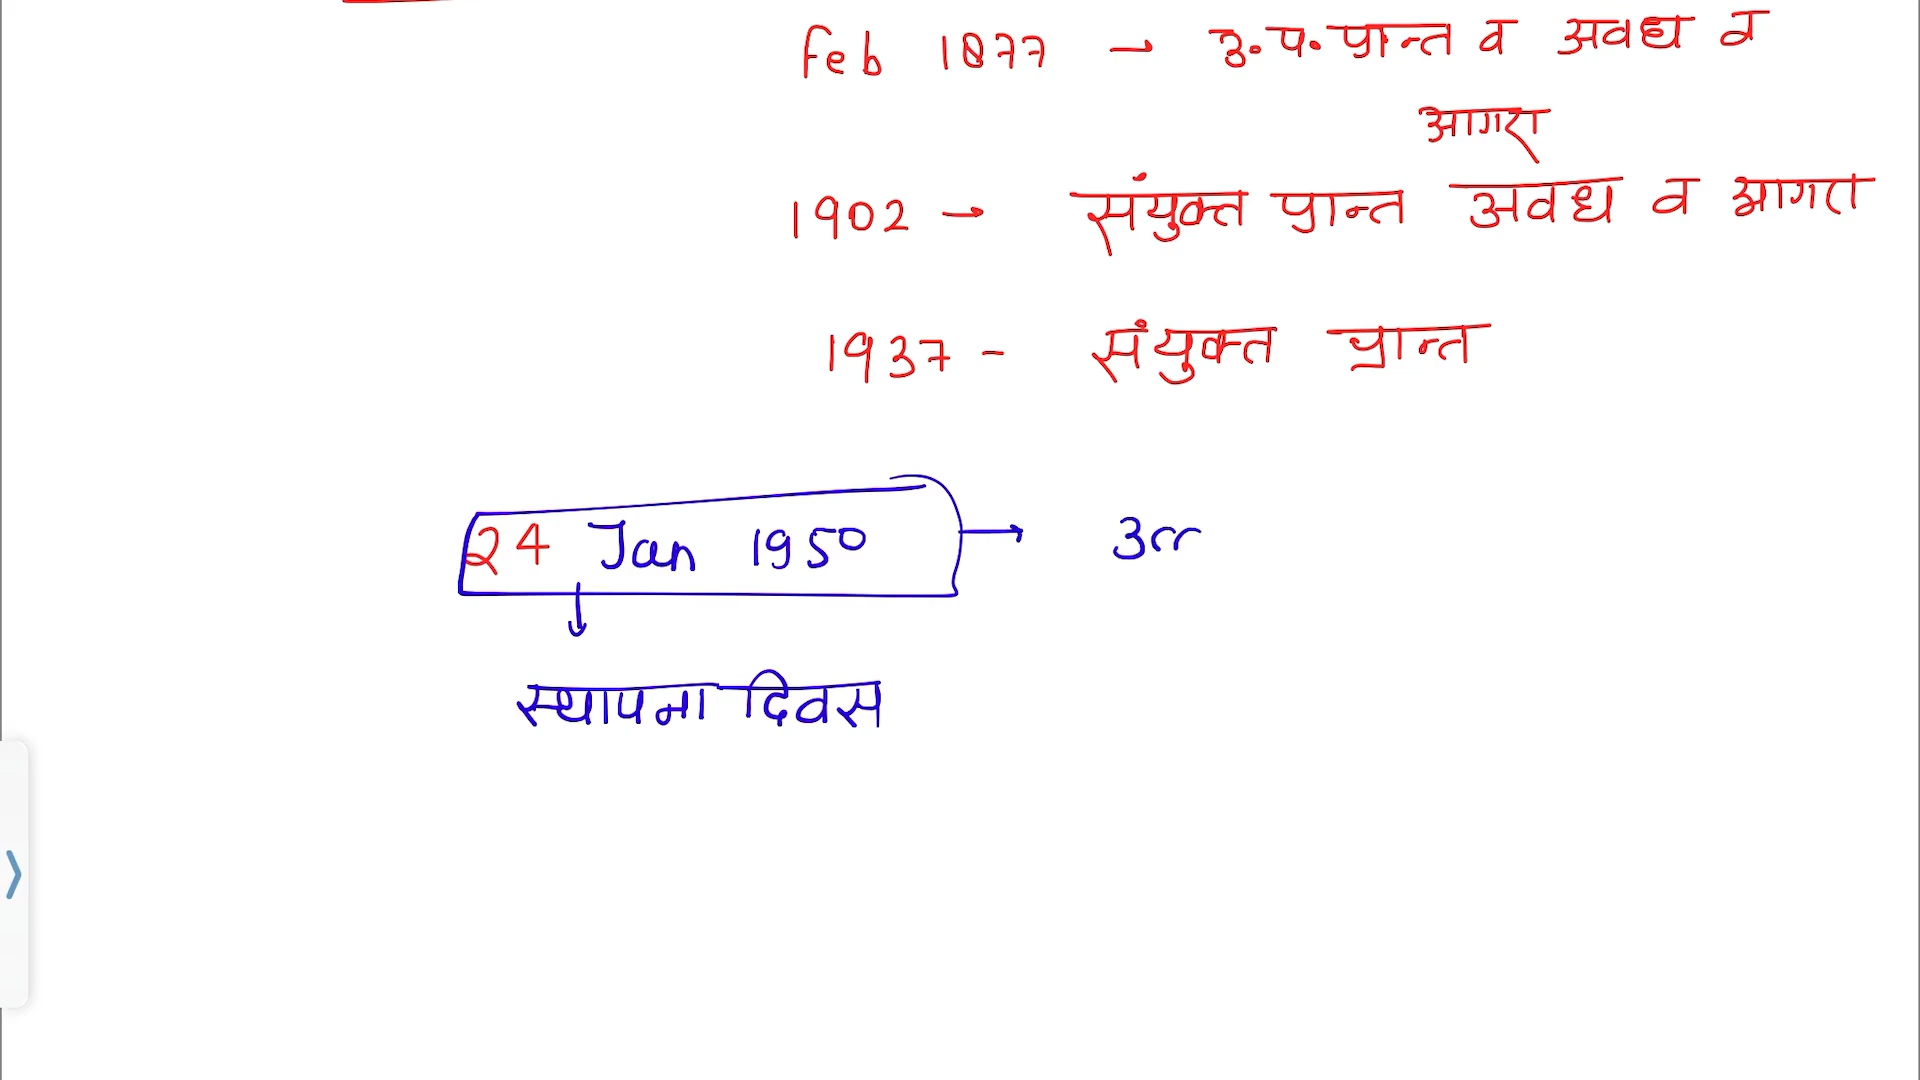 Feb 1877 → उ.प.प्रान्त व अवध व
आगरा
1902 → संयुक्त प्रान्त अवध व आगरा
1937 - संयुक्त प्रान्त
24 Jan 1950 →
स्थापना दिवस